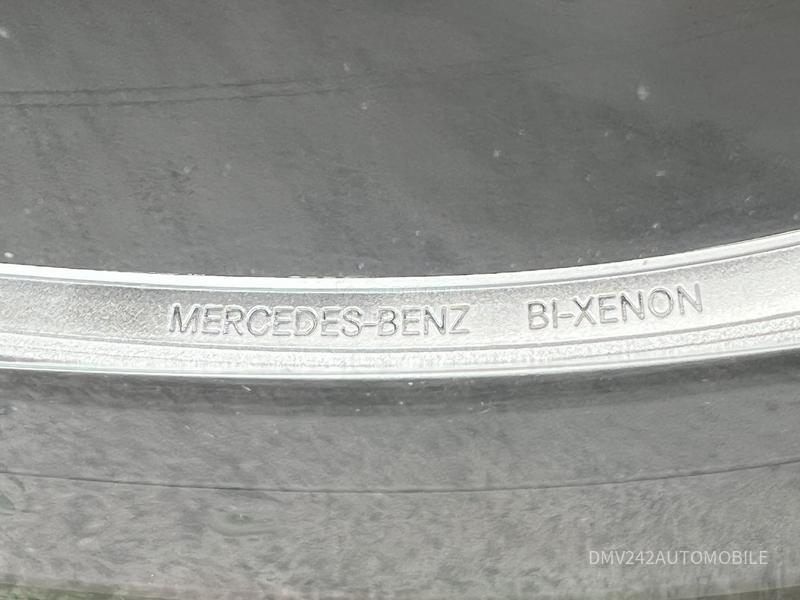 MERCEDES-BENZ BI-XENON
DMV242AUTOMOBILE